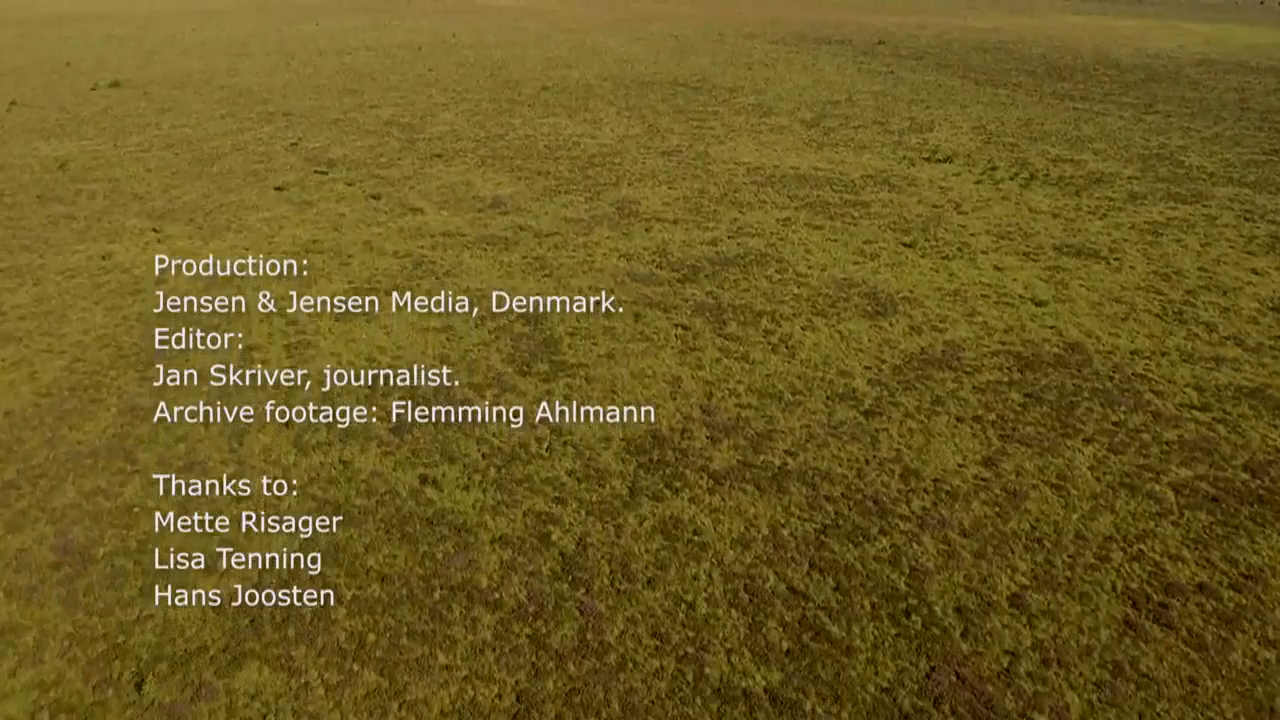 Production:
Jensen & Jensen Media, Denmark.
Editor:
Jan Skriver, journalist.
Archive footage: Flemming Ahlmann
Thanks to:
Mette Risager
Lisa Tenning
Hans Joosten